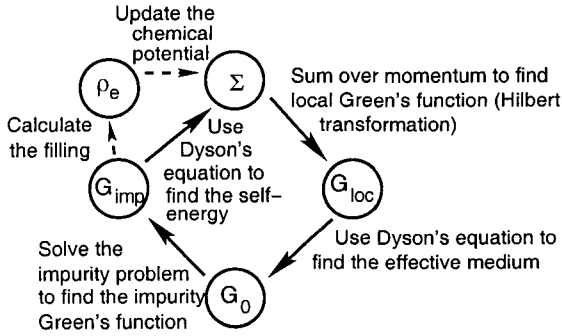 Update the
chemical
potential
ρe
Σ
Sum over momentum to find
local Green's function (Hilbert
transformation)
Calculate
the filling
Use
Dyson's
equation to
find the self-
energy
Gimp
Gloc
Use Dyson's equation to
find the effective medium
Solve the
impurity problem
to find the impurity
Green's function
G0